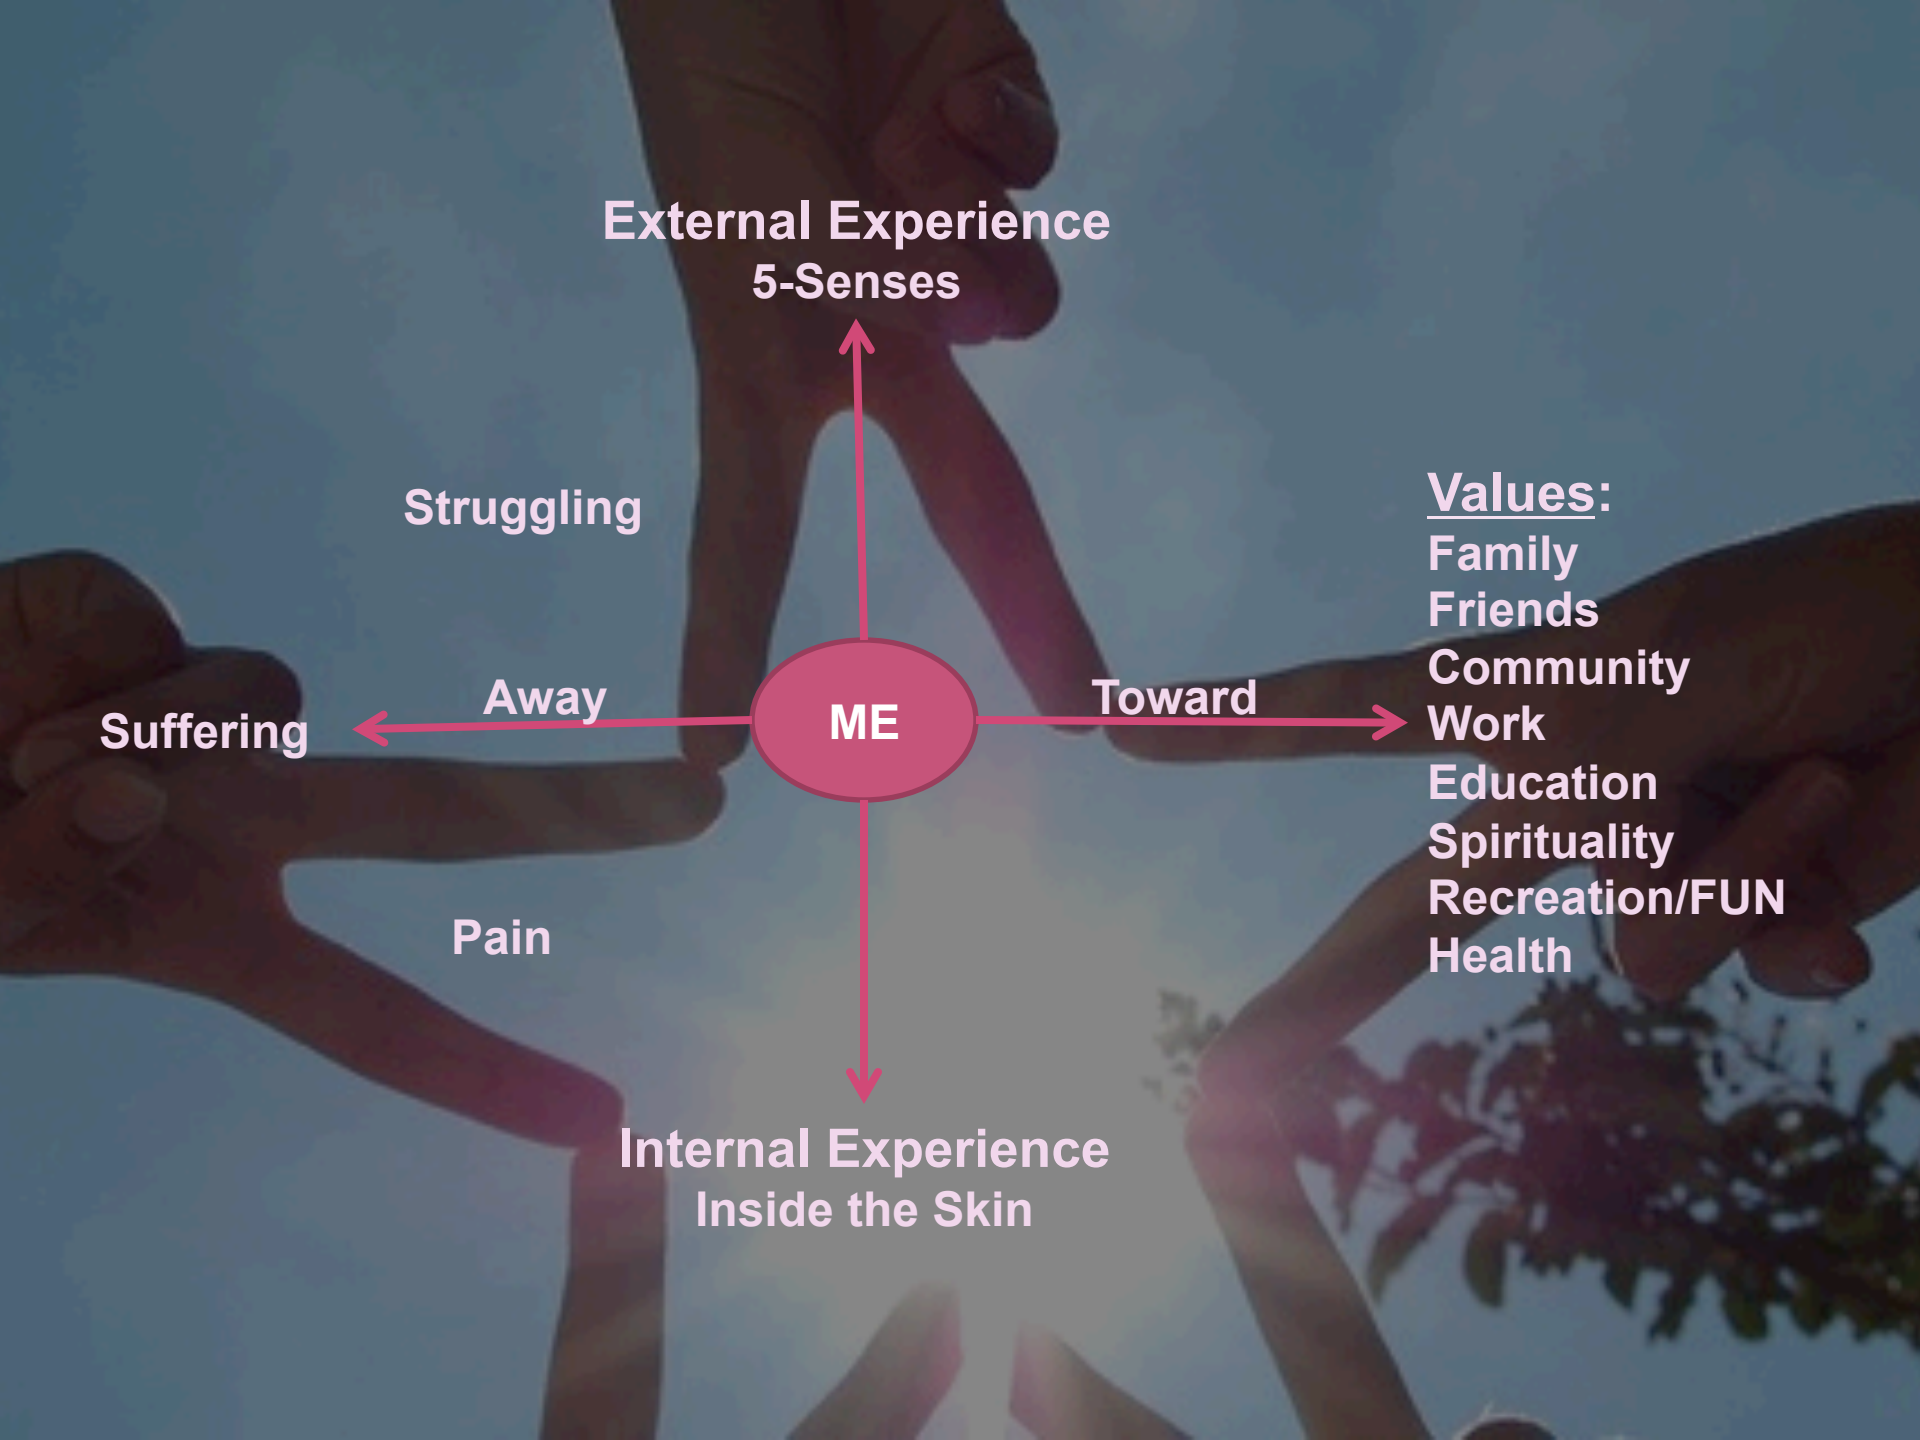 External Experience
5-Senses
Struggling
Away
Toward
Suffering
ME
Values:
Family
Friends
Community
Work
Education
Spirituality
Recreation/FUN
Health
Pain
Internal Experience
Inside the Skin